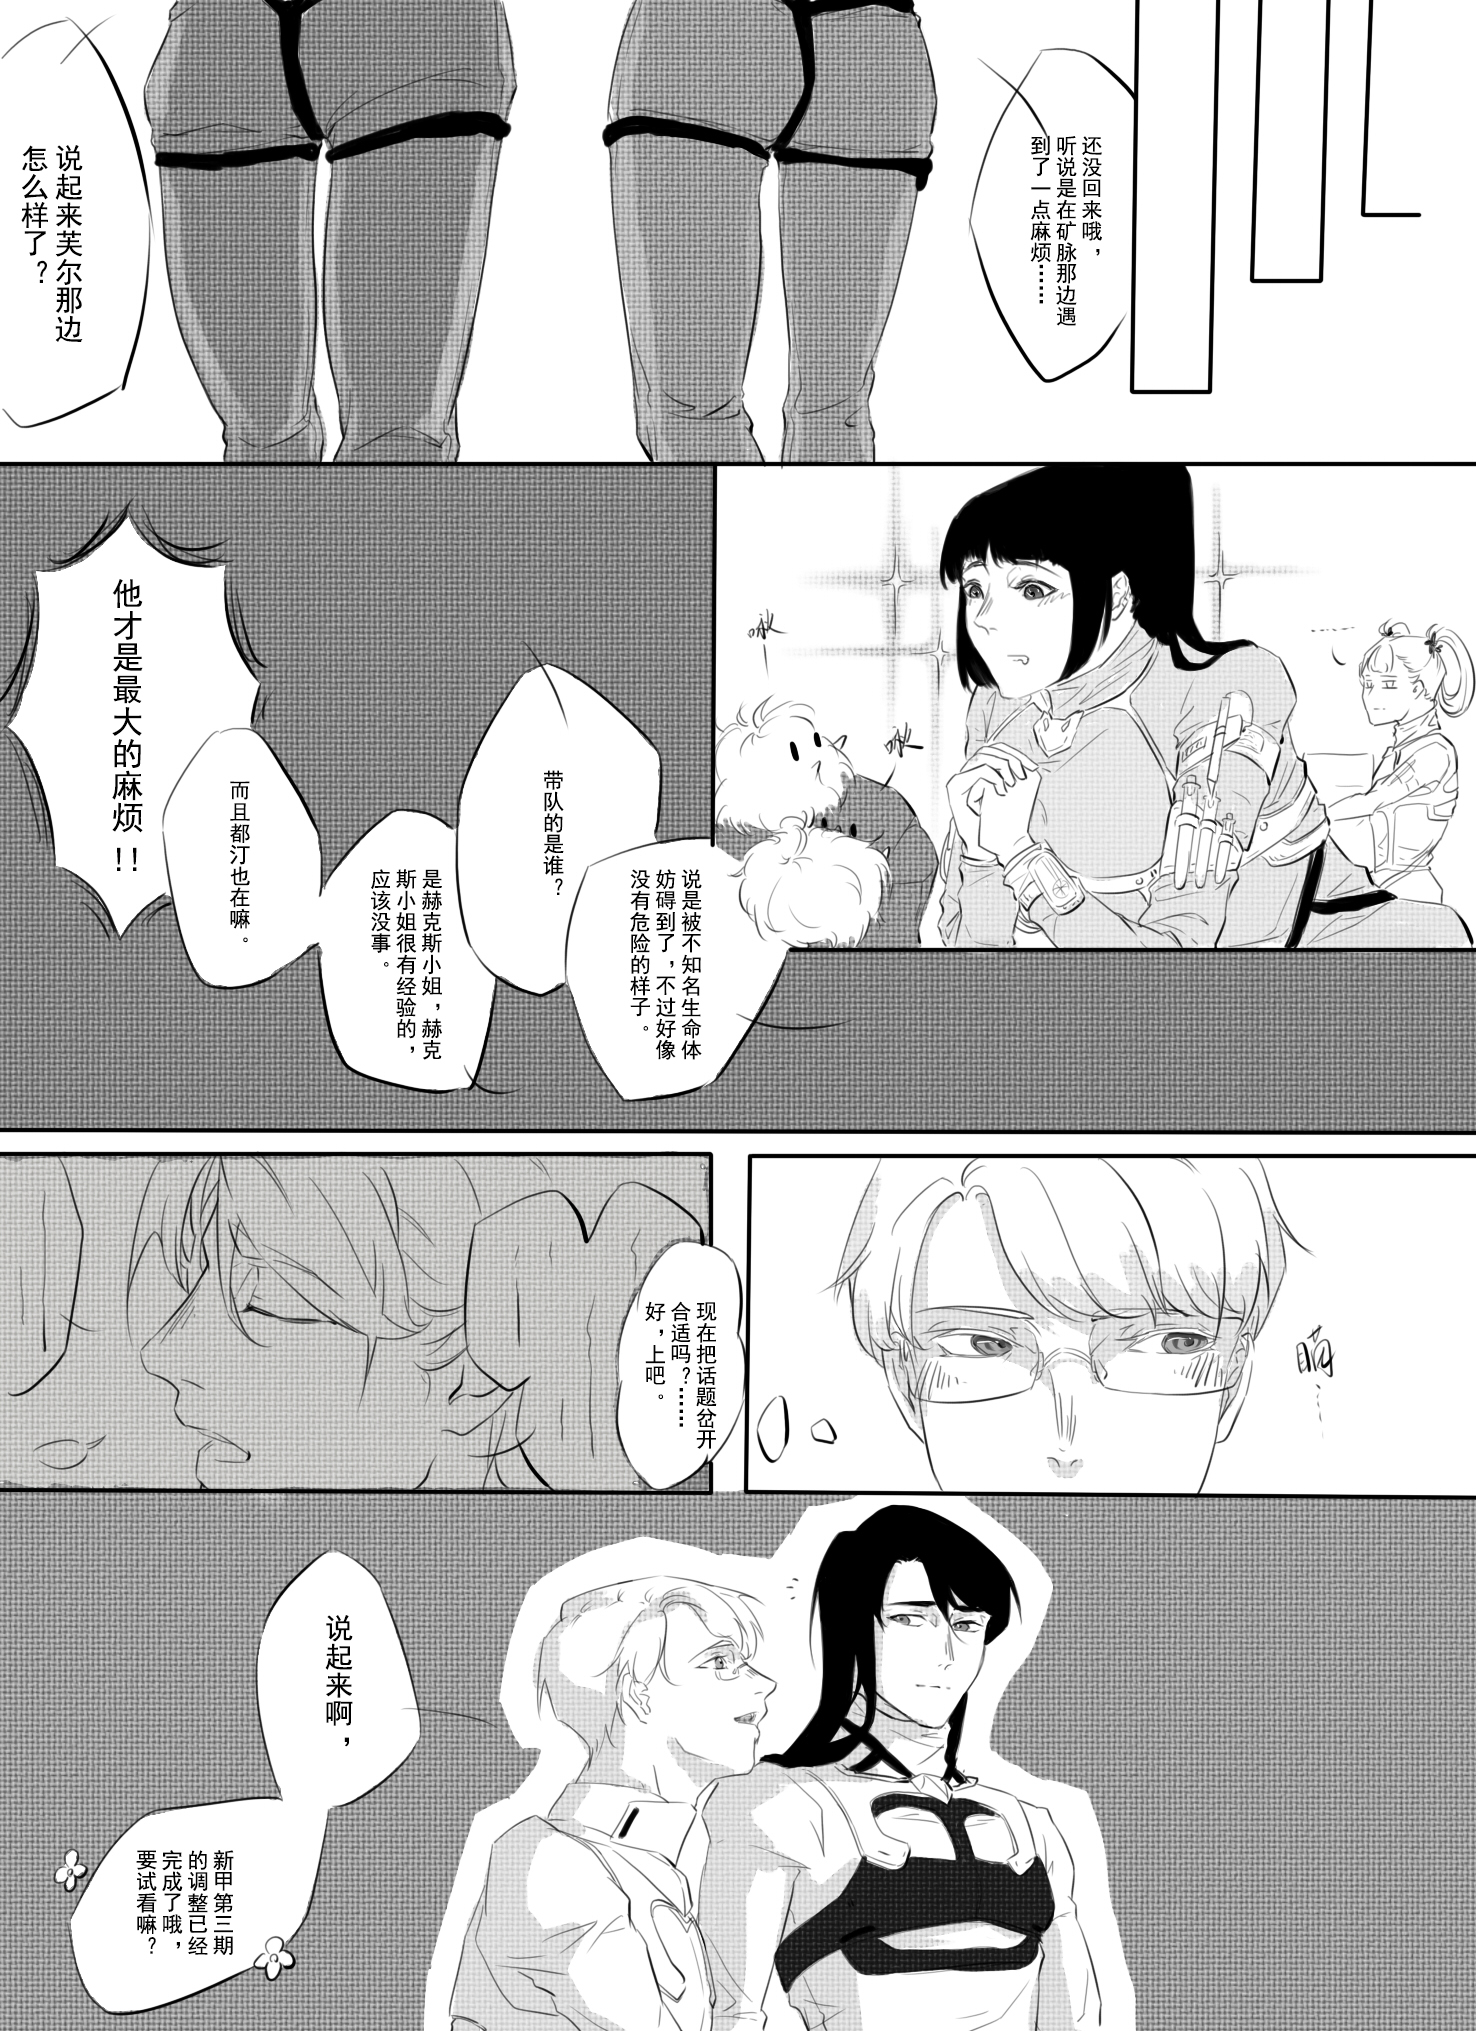 说起来芙尔那边
怎么样了？
还没回来哦，
听说是在矿脉那边遇
到了一点麻烦……
啾
啾
说是被不知名生命体
妨碍到了，不过好像
没有危险的样子。
带队的是谁？
是赫克斯小姐，赫克
斯小姐很有经验的，
应该没事。
而且都汀也在嘛。
他才是最大的麻烦!!
现在把话题岔开
合适吗？……
好，上吧。
说起来啊，
新甲第三期
的调整已经
完成了哦，
要试看嘛？